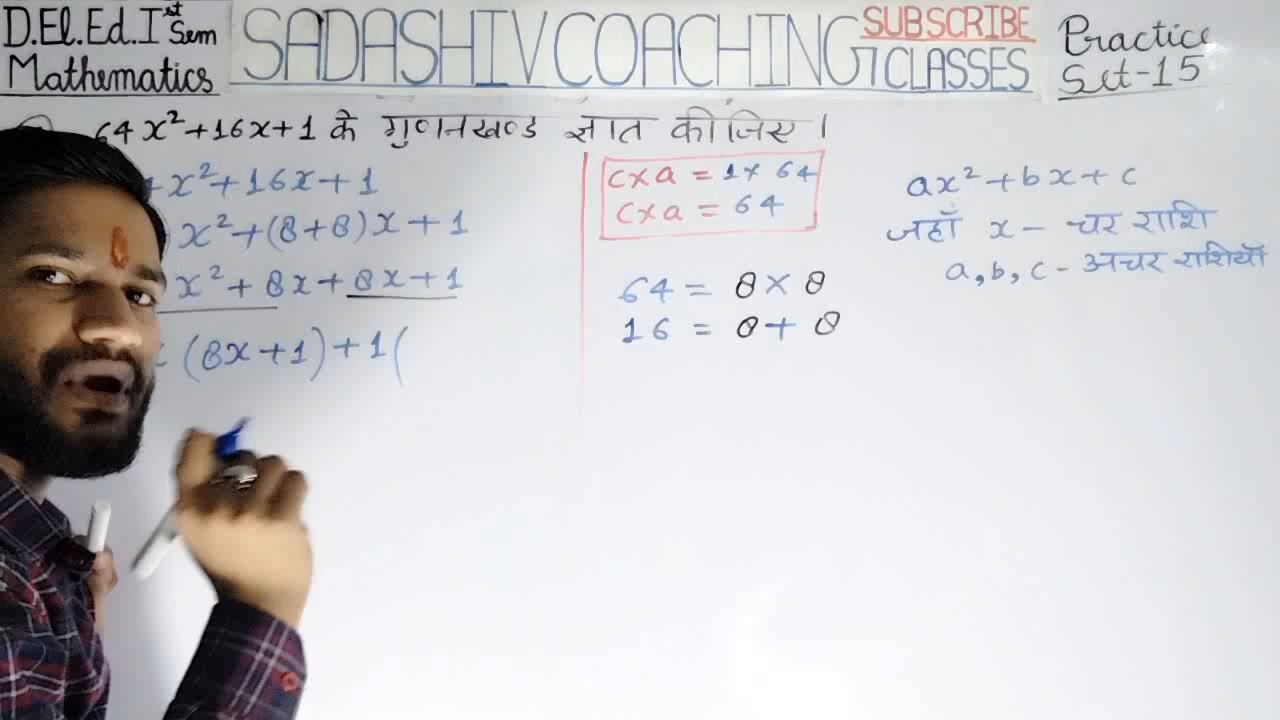 D.El.Ed. Ist Sem
Mathematics
SADASHIV COACHING
SUBSCRIBE
CLASSES
Practice
Set-15
64x²+16x+1 के गुणनखण्ड ज्ञात कीजिए।
x²+16x+1
x²+(8+8)x+1
x²+8x+8x+1
(8x+1)+1(
c×a = 1×64
c×a = 64
64 = 8×8
16 = 8+8
ax²+bx+c
जहाँ x - चर राशि
a,b,c - अचर राशियाँ